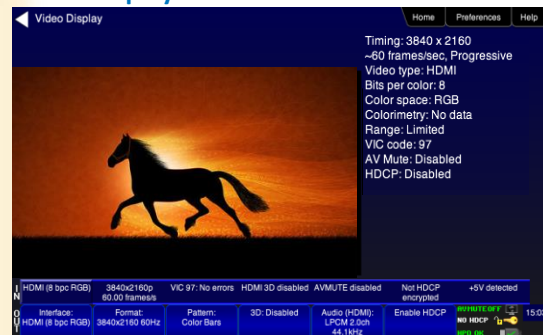 Video Display
Home
Preferences
Help
Timing: 3840 x 2160
~60 frames/sec, Progressive
Video type: HDMI
Bits per color: 8
Color space: RGB
Colorimetry: No data
Range: Limited
VIC code: 97
AV Mute: Disabled
HDCP: Disabled
IN
HDMI (8 bpc RGB)
3840x2160p
60.00 frames/s
VIC 97: No errors
HDMI 3D disabled
AVMUTE disabled
Not HDCP
encrypted
+5V detected
OUT
Interface:
HDMI (8 bpc RGB)
Format:
3840x2160 60Hz
Pattern:
Color Bars
3D: Disabled
Audio (HDMI):
LPCM 2.0ch
44.1kHz
Enable HDCP
AVMUTEOFF
NO HDCP
HPD OK